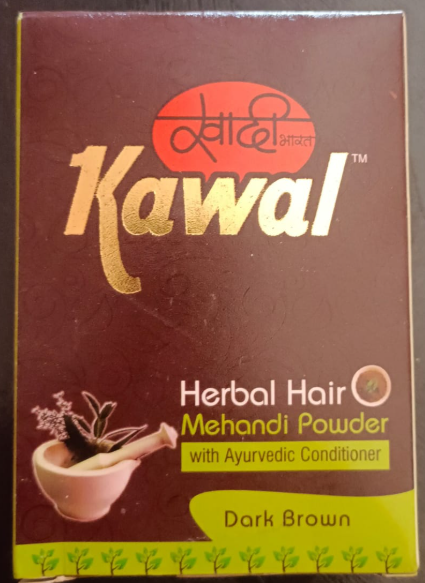 खादी
भारत
Kawal™
Herbal Hair
Mehandi Powder
with Ayurvedic Conditioner
Dark Brown